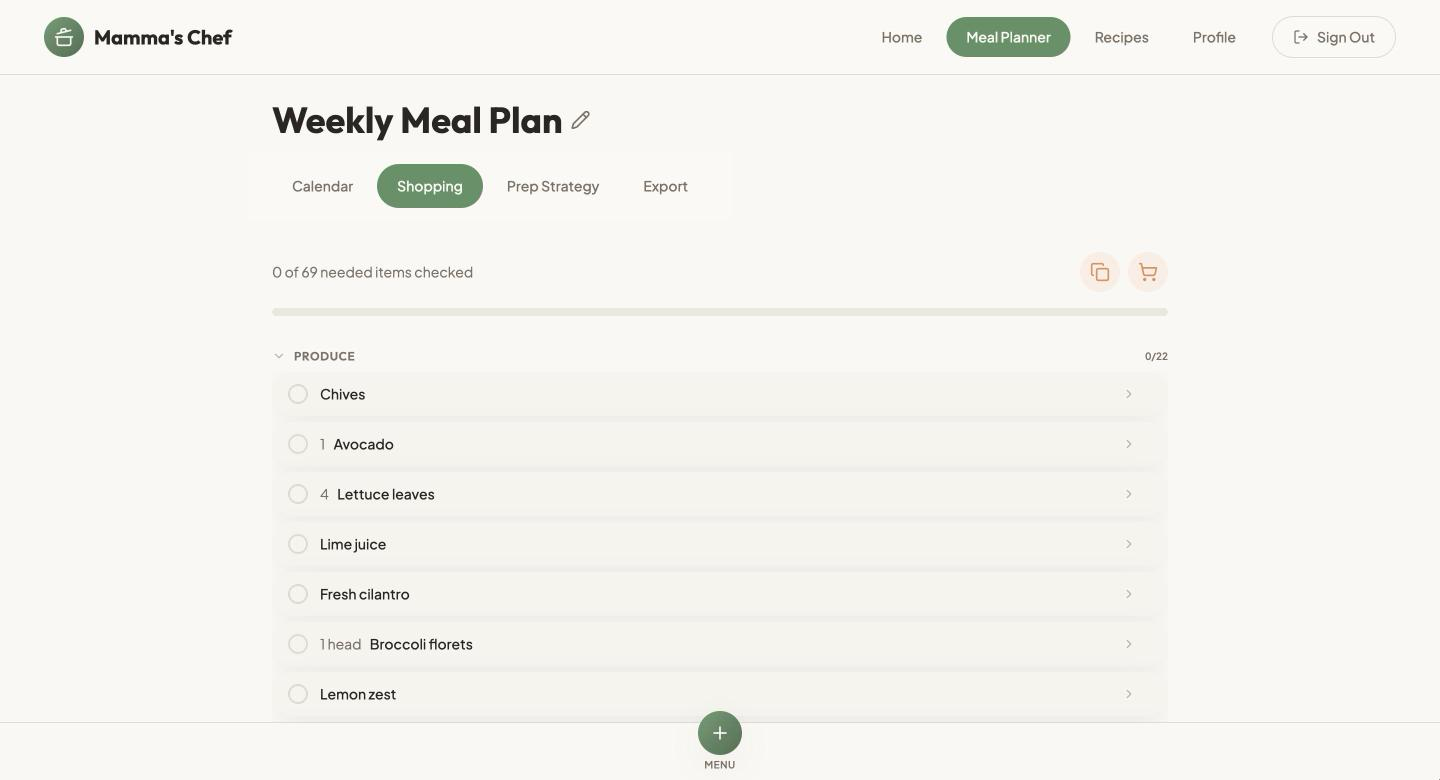 Mamma's Chef
Home
Meal Planner
Recipes
Profile
Sign Out
Weekly Meal Plan
Calendar
Shopping
Prep Strategy
Export
0 of 69 needed items checked
PRODUCE 0/22
Chives
1 Avocado
4 Lettuce leaves
Lime juice
Fresh cilantro
1 head Broccoli florets
Lemon zest
MENU